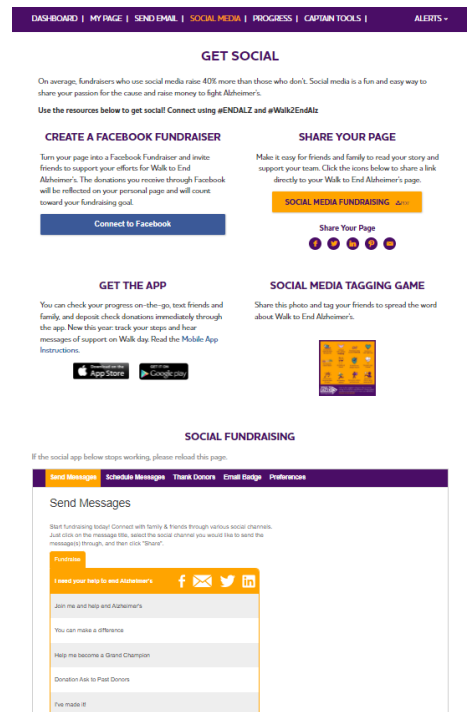 DASHBOARD | MY PAGE | SEND EMAIL | SOCIAL MEDIA | PROGRESS | CAPTAIN TOOLS | ALERTS
GET SOCIAL
On average, fundraisers who use social media raise 40% more than those who don't. Social media is a fun and easy way to
share your passion for the cause and raise money to fight Alzheimer's.
Use the resources below to get social! Connect using #ENDALZ and #Walk2EndAlz
CREATE A FACEBOOK FUNDRAISER
Turn your page into a Facebook Fundraiser and invite
friends to support your efforts for Walk to End
Alzheimer's. The donations you receive through Facebook
will be reflected on your personal page and will count
toward your fundraising goal.
Connect to Facebook
SHARE YOUR PAGE
Make it easy for friends and family to read your story and
support your team. Click the icons below to share a link
directly to your Walk to End Alzheimer's page.
SOCIAL MEDIA FUNDRAISING
Share Your Page
GET THE APP
You can check your progress on-the-go, text friends and
family, and deposit check donations immediately through
the app. New this year: track your steps and hear
messages of support on Walk day. Read the Mobile App
Instructions.
Download on the
App Store
GET IT ON
Google play
SOCIAL MEDIA TAGGING GAME
Share this photo and tag your friends to spread the word
about Walk to End Alzheimer's.
SOCIAL FUNDRAISING
If the social app below stops working, please reload this page.
Send Messages Schedule Messages Thank Donors Email Badge Preferences
Send Messages
Start fundraising today! Connect with family & friends through various social channels.
Just click on the message title, select the social channel you would like to send the
message(s) through, and then click "Share".
Fundraise
I need your help to end Alzheimer's
Join me and help end Alzheimer's
You can make a difference
Help me become a Grand Champion
Donation Ask to Past Donors
I've made it!